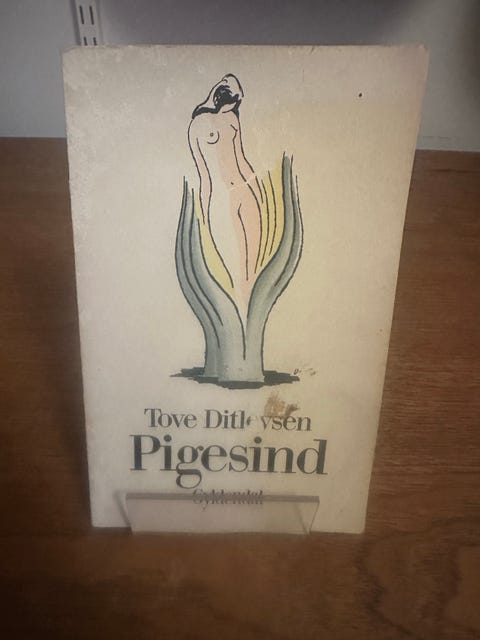 Tove Ditlevsen
Pigesind
Gyldendal